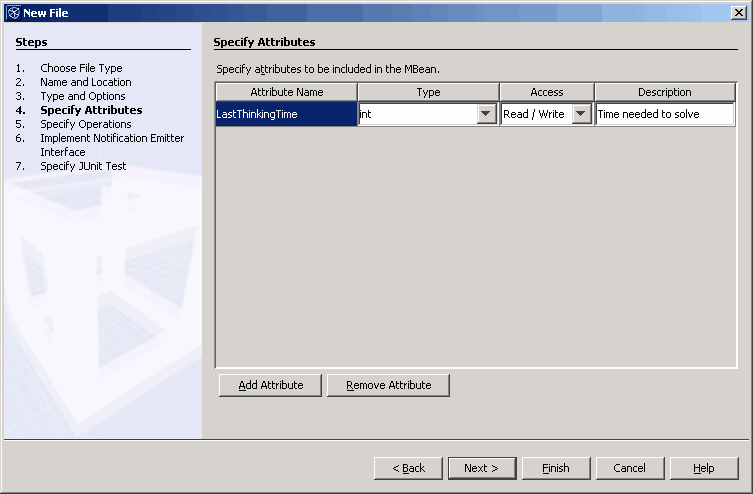 New File
Steps
1. Choose File Type
2. Name and Location
3. Type and Options
4. Specify Attributes
5. Specify Operations
6. Implement Notification Emitter
Interface
7. Specify JUnit Test
Specify Attributes
Specify attributes to be included in the MBean.
Attribute Name Type Access Description
LastThinkingTime int Read / Write Time needed to solve
Add Attribute Remove Attribute
< Back Next > Finish Cancel Help